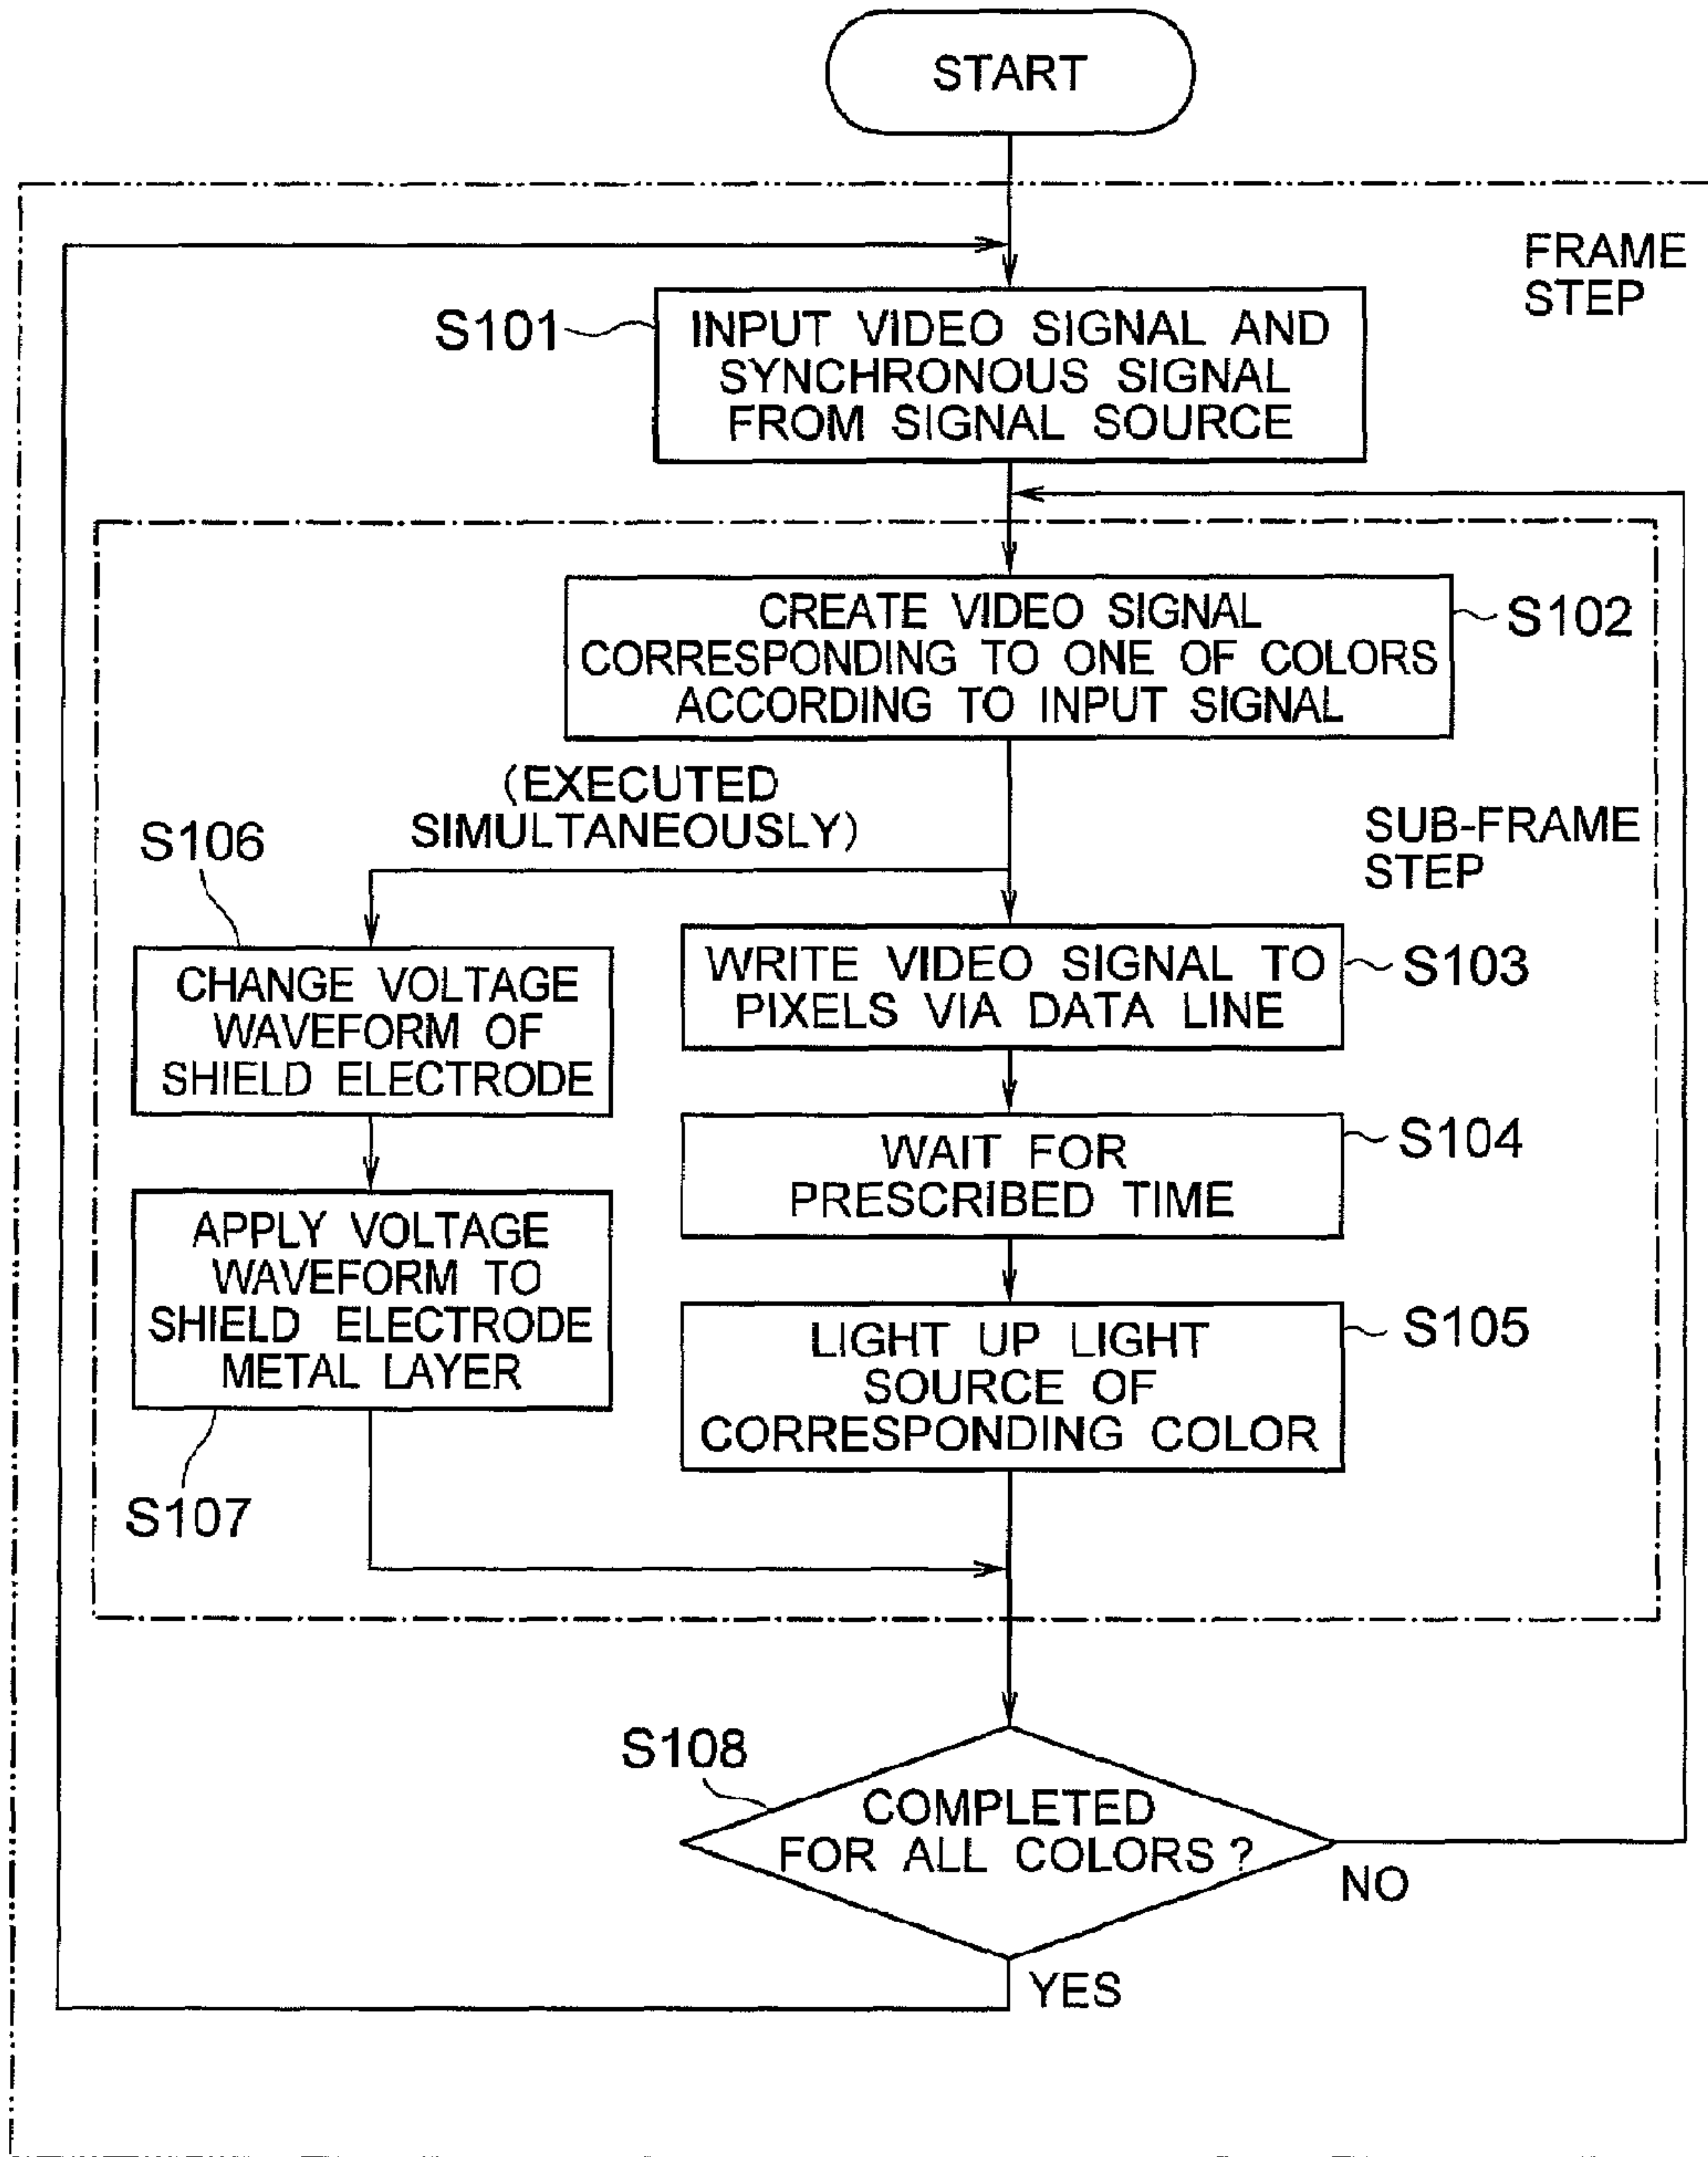 START
FRAME
STEP
S101
INPUT VIDEO SIGNAL AND
SYNCHRONOUS SIGNAL
FROM SIGNAL SOURCE
CREATE VIDEO SIGNAL
CORRESPONDING TO ONE OF COLORS
ACCORDING TO INPUT SIGNAL
S102
(EXECUTED
SIMULTANEOUSLY)
SUB-FRAME
STEP
S106
CHANGE VOLTAGE
WAVEFORM OF
SHIELD ELECTRODE
WRITE VIDEO SIGNAL TO
PIXELS VIA DATA LINE
S103
WAIT FOR
PRESCRIBED TIME
S104
APPLY VOLTAGE
WAVEFORM TO
SHIELD ELECTRODE
METAL LAYER
S107
LIGHT UP LIGHT
SOURCE OF
CORRESPONDING COLOR
S105
S108
COMPLETED
FOR ALL COLORS ?
NO
YES